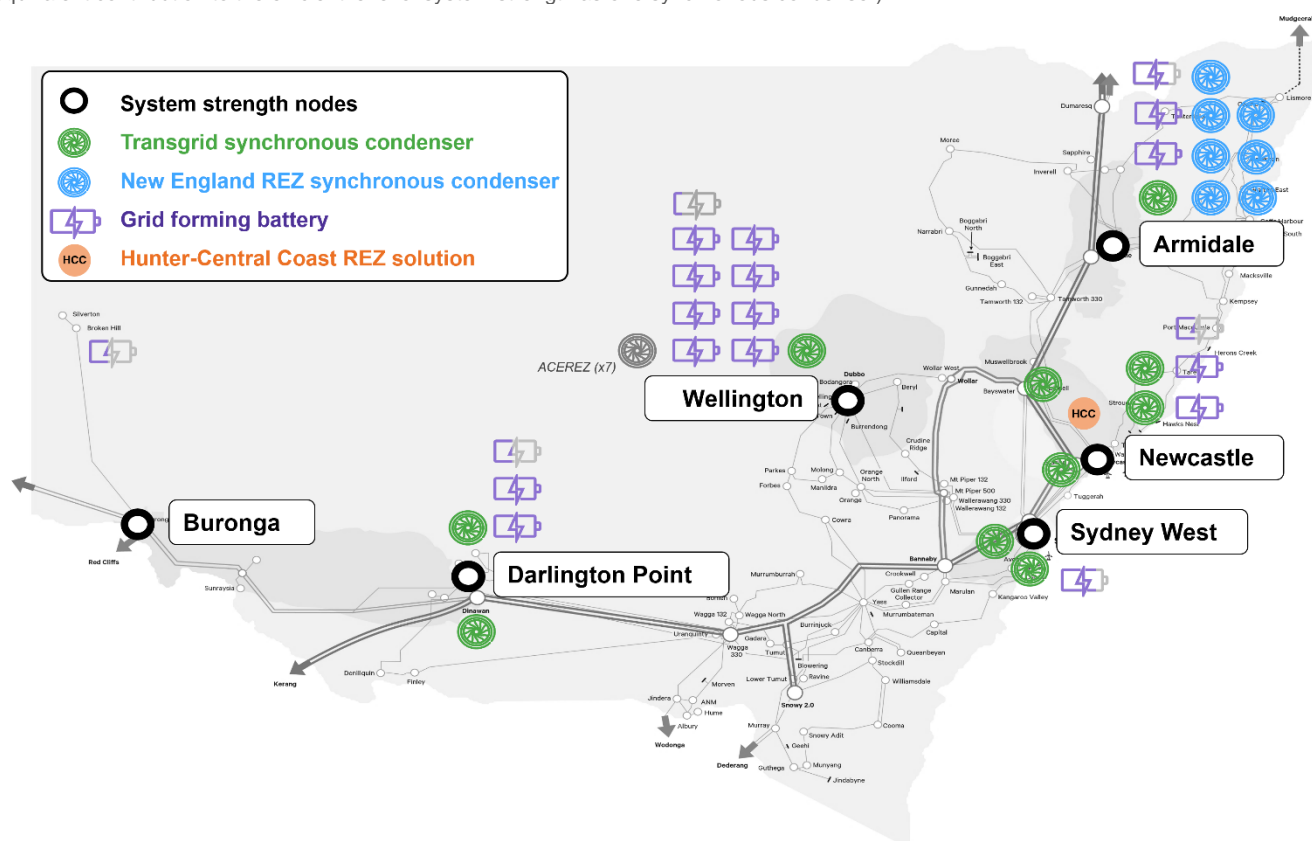 System strength nodes
Transgrid synchronous condenser
New England REZ synchronous condenser
Grid forming battery
HCC
Hunter-Central Coast REZ solution
Lismore
Dumaresq
Sapphire
Inverell
Moree
Armidale
Boggabri
North
Narrabri
Boggabri
East
Gunnedah
Tamworth 132
Tamworth 330
Macksville
Kempsey
Herons Creek
Silverton
Broken Hill
ACEREZ (x7)
Wellington
Dubbo
Bodangora
Beryl
Wollar West
Wollar
Muswellbrook
Bayswater
HCC
Hawks Nest
Newcastle
Burrendong
Crudine
Ridge
Ilford
Parkes
Forbes
Molong
Manildra
Orange
North
Orange
Panorama
Cowra
Mt Piper 132
Mt Piper 500
Wallerawang 330
Wallerawang 132
Tuggerah
Sydney West
Bannaby
Buronga
Red Cliffs
Sunraysia
Darlington Point
Dinawan
Kerang
Deniliquin
Finley
Murrumburrah
Crookwell
Gullen Range
Collector
Marulan
Kangaroo Valley
Yass
Murrumbateman
Capital
Wagga 132
Wagga North
Uranquinty
Wagga
330
Gadara
Tumut
Burrinjuck
Blowering
Ravine
Lower Tumut
Canberra
Queanbeyan
Stockdill
Williamsdale
Snowy 2.0
Morven
Jindera
ANM
Hume
Albury
Wodonga
Murray
Dederang
Geehi
Guthega
Munyang
Jindabyne
Snowy Adit
Cooma